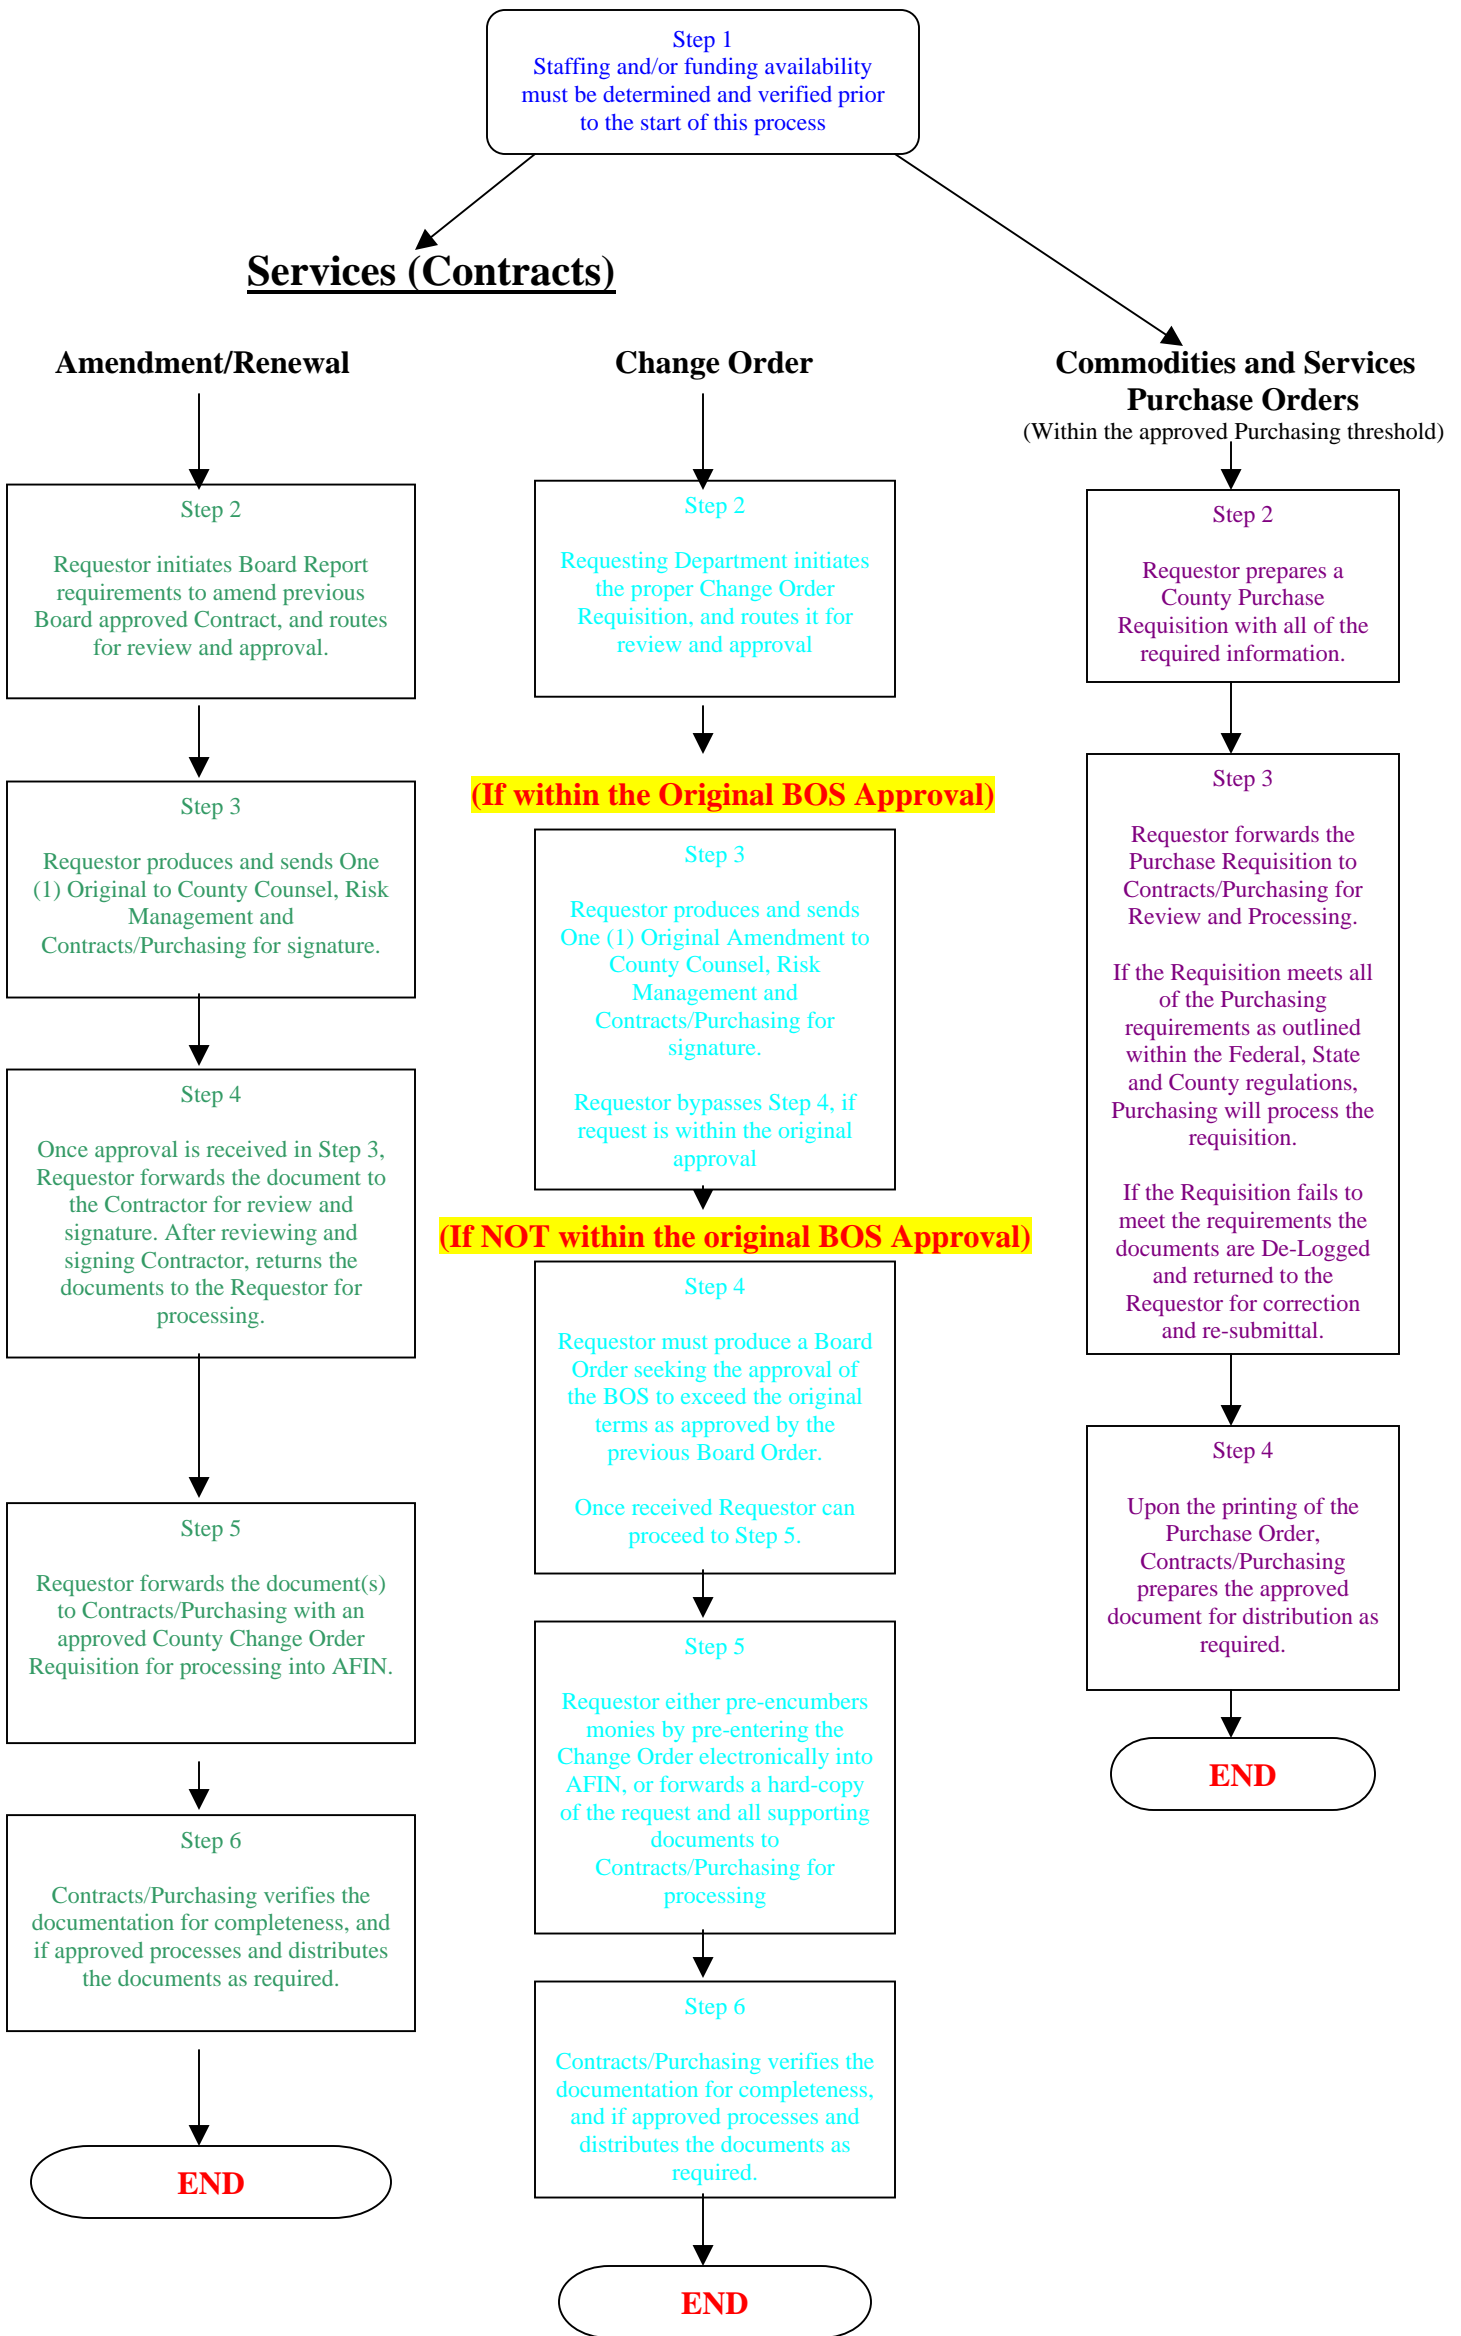 Step 1
Staffing and/or funding availability
must be determined and verified prior
to the start of this process
Services (Contracts)
Amendment/Renewal
Step 2
Requestor initiates Board Report
requirements to amend previous
Board approved Contract, and routes
for review and approval.
Step 3
Requestor produces and sends One
(1) Original to County Counsel, Risk
Management and
Contracts/Purchasing for signature.
Step 4
Once approval is received in Step 3,
Requestor forwards the document to
the Contractor for review and
signature. After reviewing and
signing Contractor, returns the
documents to the Requestor for
processing.
Step 5
Requestor forwards the document(s)
to Contracts/Purchasing with an
approved County Change Order
Requisition for processing into AFIN.
Step 6
Contracts/Purchasing verifies the
documentation for completeness, and
if approved processes and distributes
the documents as required.
END
Change Order
Step 2
Requesting Department initiates
the proper Change Order
Requisition, and routes it for
review and approval
(If within the Original BOS Approval)
Step 3
Requestor produces and sends
One (1) Original Amendment to
County Counsel, Risk
Management and
Contracts/Purchasing for
signature.
Requestor bypasses Step 4, if
request is within the original
approval
(If NOT within the original BOS Approval)
Step 4
Requestor must produce a Board
Order seeking the approval of
the BOS to exceed the original
terms as approved by the
previous Board Order.
Once received Requestor can
proceed to Step 5.
Step 5
Requestor either pre-encumbers
monies by pre-entering the
Change Order electronically into
AFIN, or forwards a hard-copy
of the request and all supporting
documents to
Contracts/Purchasing for
processing
Step 6
Contracts/Purchasing verifies the
documentation for completeness,
and if approved processes and
distributes the documents as
required.
END
Commodities and Services
Purchase Orders
(Within the approved Purchasing threshold)
Step 2
Requestor prepares a
County Purchase
Requisition with all of the
required information.
Step 3
Requestor forwards the
Purchase Requisition to
Contracts/Purchasing for
Review and Processing.
If the Requisition meets all
of the Purchasing
requirements as outlined
within the Federal, State
and County regulations,
Purchasing will process the
requisition.
If the Requisition fails to
meet the requirements the
documents are De-Logged
and returned to the
Requestor for correction
and re-submittal.
Step 4
Upon the printing of the
Purchase Order,
Contracts/Purchasing
prepares the approved
document for distribution as
required.
END